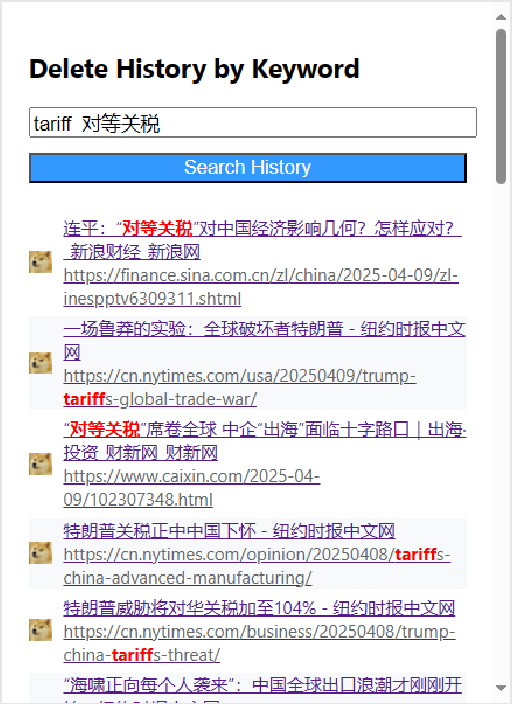 Delete History by Keyword
tariff 对等关税
Search History
连平：“对等关税”对中国经济影响几何？怎样应对？
_新浪财经_新浪网
https://finance.sina.com.cn/zl/china/2025-04-09/zl-
inespptv6309311.shtml
一场鲁莽的实验：全球破坏者特朗普 - 纽约时报中文
网
https://cn.nytimes.com/usa/20250409/trump-
tariffs-global-trade-war/
“对等关税”席卷全球 中企“出海”面临十字路口｜出海·
投资_财新网_财新网
https://www.caixin.com/2025-04-
09/102307348.html
特朗普关税正中中国下怀 - 纽约时报中文网
https://cn.nytimes.com/opinion/20250408/tariffs-
china-advanced-manufacturing/
特朗普威胁将对华关税加至104% - 纽约时报中文网
https://cn.nytimes.com/business/20250408/trump-
china-tariffs-threat/
“海啸正向每个人袭来”：中国全球出口浪潮才刚刚开